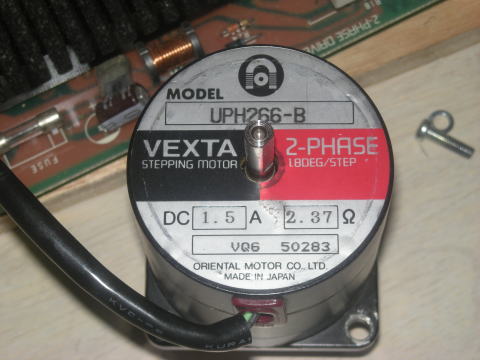 2-PHASE DRIVE
FUSE
MODEL
UPH266-B
VEXTA 2-PHASE
STEPPING MOTOR 1.8DEG/STEP
DC 1.5 A 2.37 Ω
VQ6 50283
ORIENTAL MOTOR CO., LTD.
MADE IN JAPAN